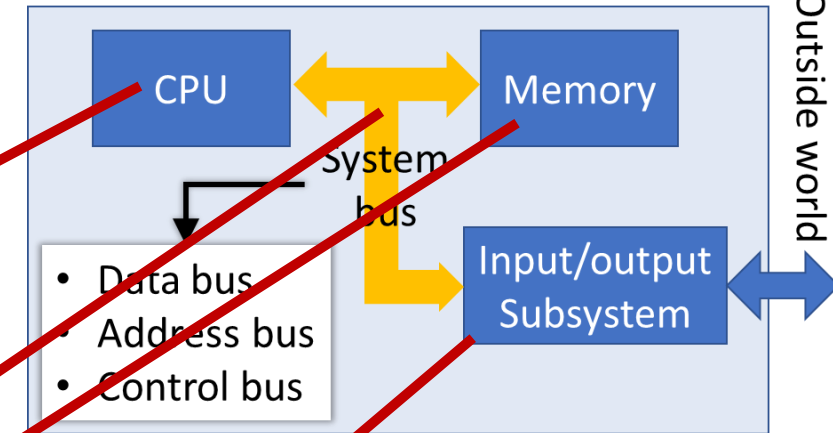 CPU
Memory
Outside world
System
bus
• Data bus
• Address bus
• Control bus
Input/output
Subsystem